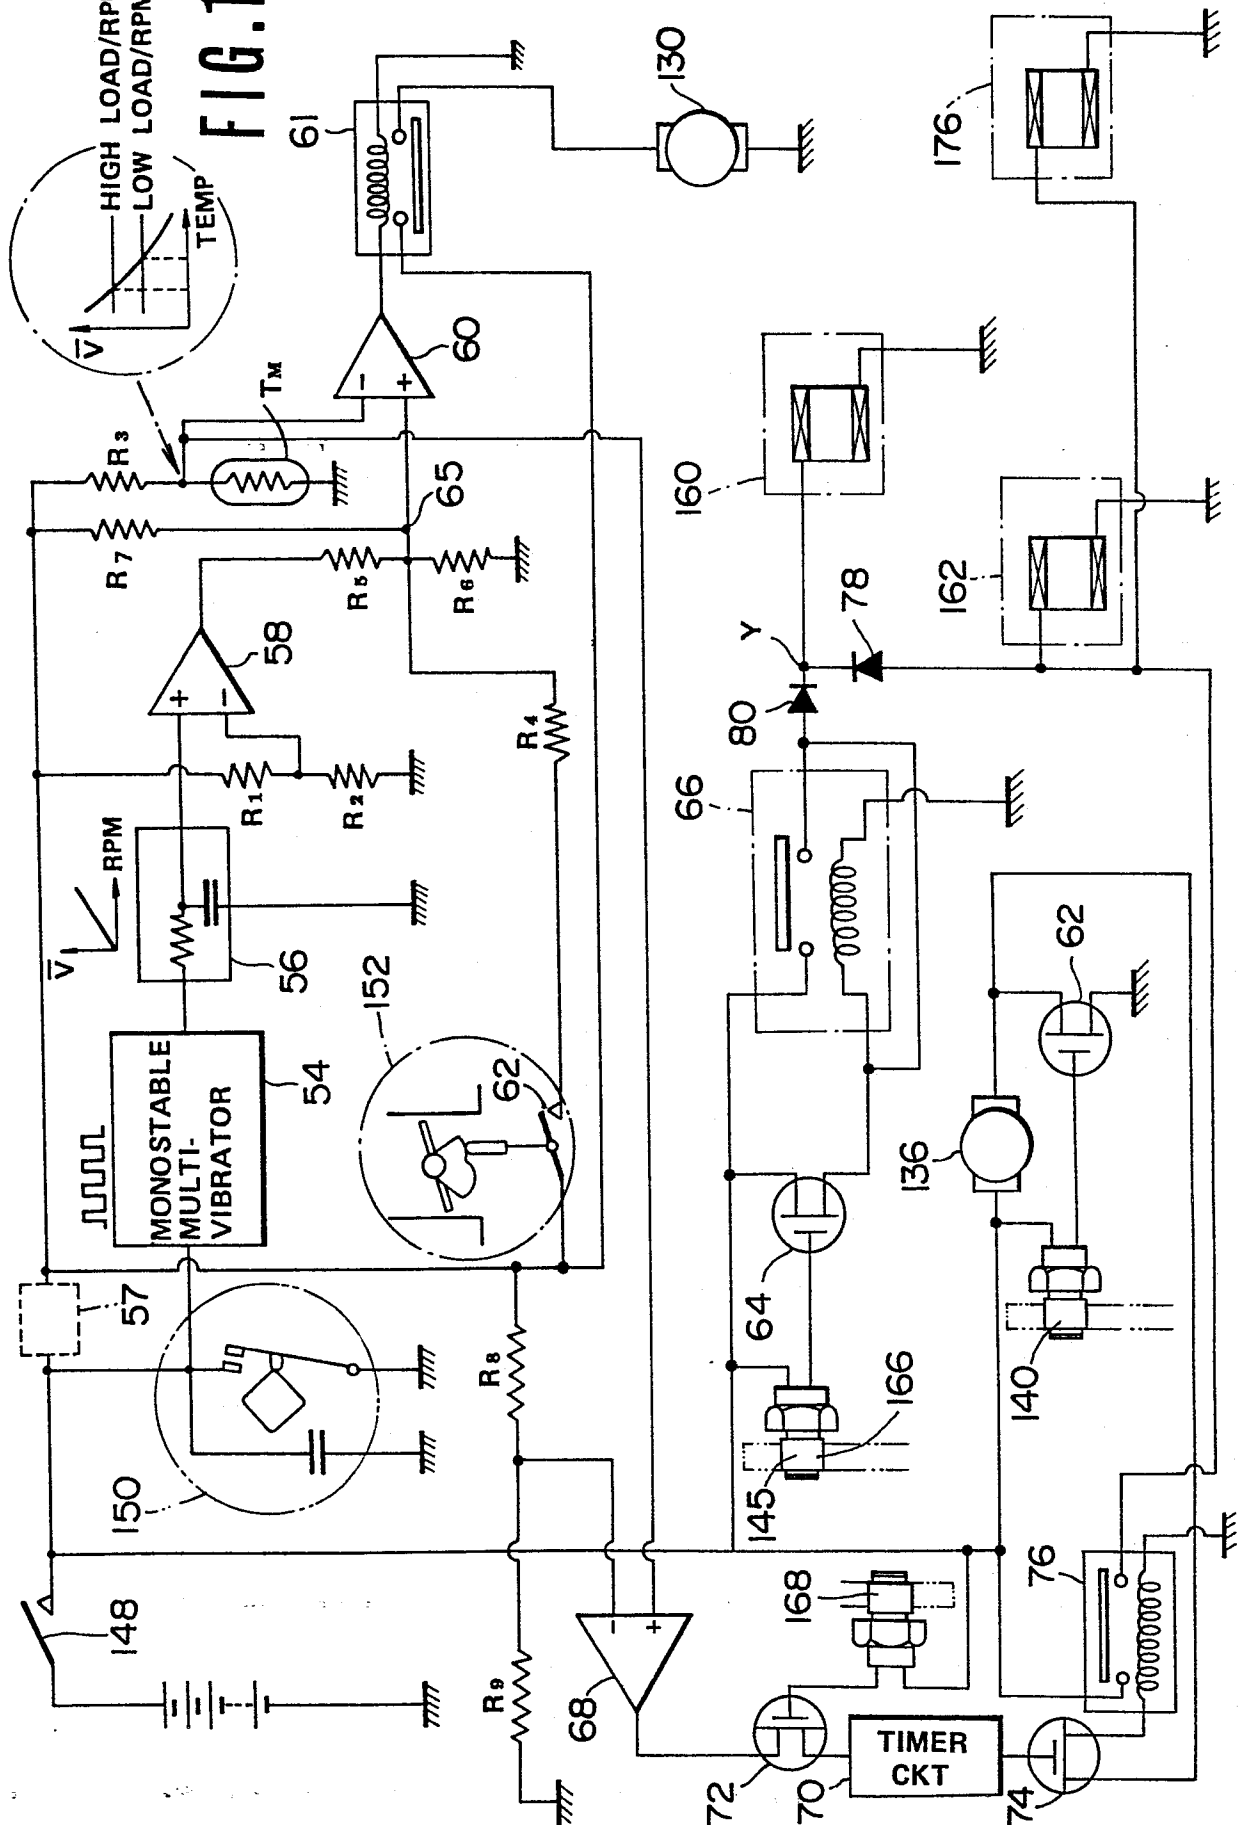 HIGH LOAD/RP
LOW LOAD/RPM
FIG.1
V
TEMP
61
130
176
R3
TM
60
R7
65
R5
R6
160
162
58
Y
78
80
R4
R1
R2
66
V
RPM
56
152
62
62
54
MONOSTABLE
MULTI-
VIBRATOR
57
136
64
R8
140
166
145
150
148
168
76
R9
68
72
70
TIMER
CKT
74
+
−
−
+
−
+